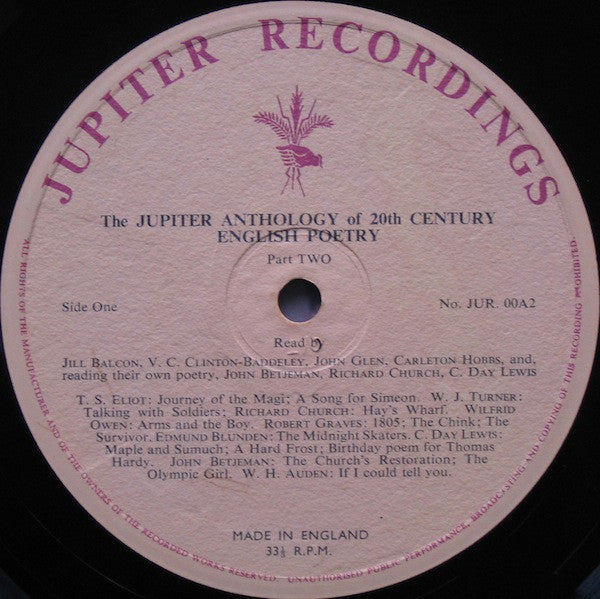 JUPITER RECORDINGS
The JUPITER ANTHOLOGY of 20th CENTURY
ENGLISH POETRY
Part TWO
Side One
No. JUR. 00A2
Read by
JILL BALCON, V. C. CLINTON-BADDELEY, JOHN GLEN, CARLETON HOBBS, and,
reading their own poetry, JOHN BETJEMAN, RICHARD CHURCH, C. DAY LEWIS
T. S. ELIOT: Journey of the Magi; A Song for Simeon. W. J. TURNER:
Talking with Soldiers; RICHARD CHURCH: Hay's Wharf. WILFRID
OWEN: Arms and the Boy. ROBERT GRAVES: 1805; The Chink; The
Survivor. EDMUND BLUNDEN: The Midnight Skaters. C. DAY LEWIS:
Maple and Sumuch; A Hard Frost; Birthday poem for Thomas
Hardy. JOHN BETJEMAN: The Church's Restoration; The
Olympic Girl. W. H. AUDEN: If I could tell you.
MADE IN ENGLAND
33⅓ R.P.M.
ALL RIGHTS OF THE MANUFACTURER AND OF THE OWNERS OF THE RECORDED WORKS RESERVED. UNAUTHORISED PUBLIC PERFORMANCE, BROADCASTING AND COPYING OF THIS RECORDING PROHIBITED.